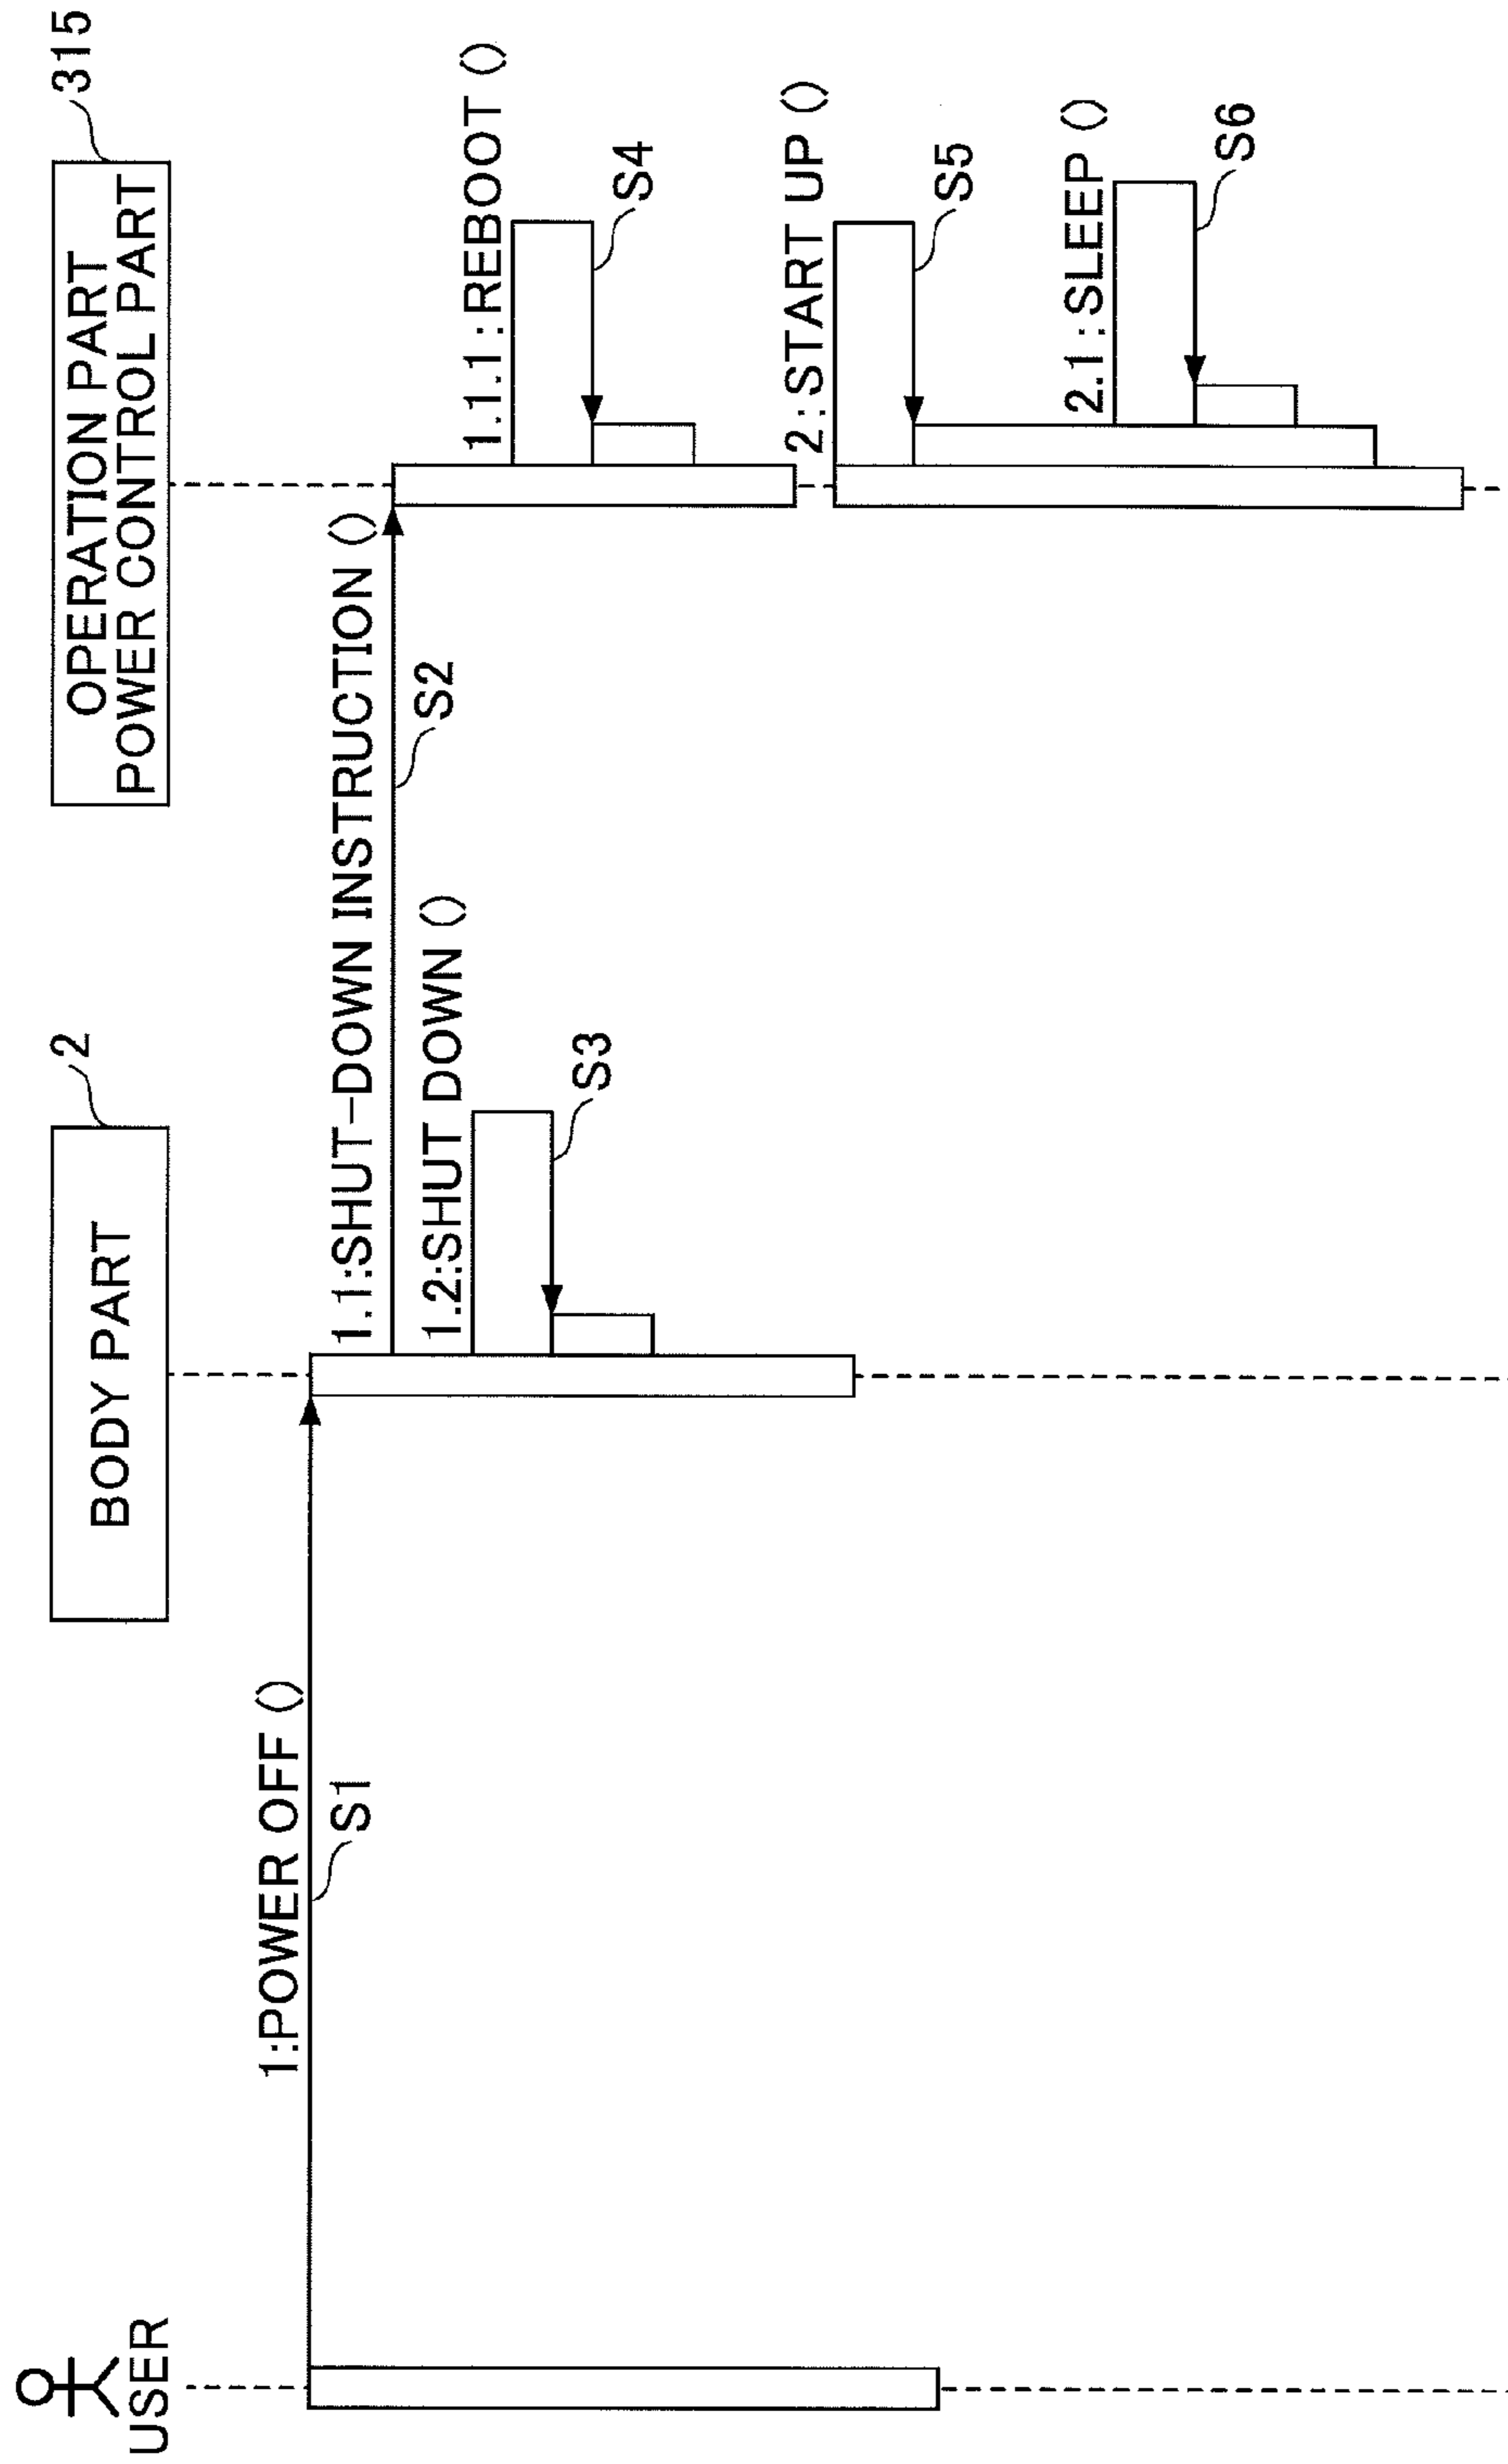 USER
BODY PART
2
OPERATION PART
POWER CONTROL PART
315
1:POWER OFF ()
S1
1.1:SHUT-DOWN INSTRUCTION ()
S2
1.2:SHUT DOWN ()
S3
1.1.1:REBOOT ()
S4
2:START UP ()
S5
2.1:SLEEP ()
S6